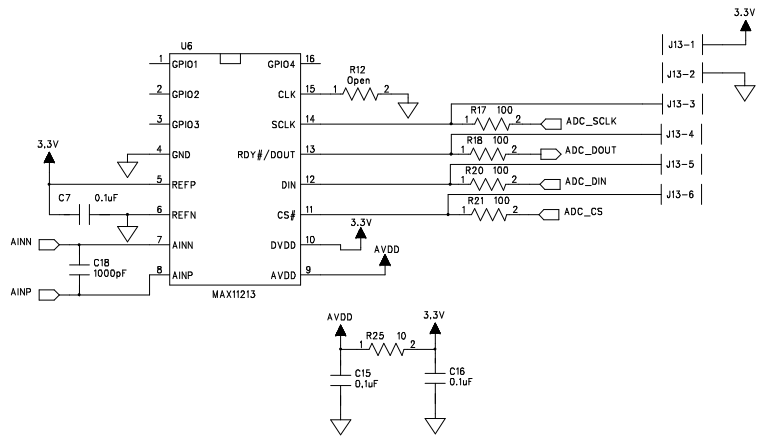 3.3V
U6
J13-1
1 GPIO1 GPIO4 16
R12
Open
J13-2
2 GPIO2 CLK 15 1 2
J13-3
R17 100
3 GPIO3 SCLK 14 1 2 ADC_SCLK
J13-4
3.3V
R18 100
4 GND RDY#/DOUT 13 1 2 ADC_DOUT
J13-5
R20 100
5 REFP DIN 12 1 2 ADC_DIN
C7 0.1uF
J13-6
R21 100
6 REFN CS# 11 1 2 ADC_CS
3.3V
AINN 7 AINN DVDD 10
AVDD
C18
1000pF
8 AINP AVDD 9
AINP
MAX11213
AVDD 3.3V
R25 10
1 2
C15
0.1uF
C16
0.1uF